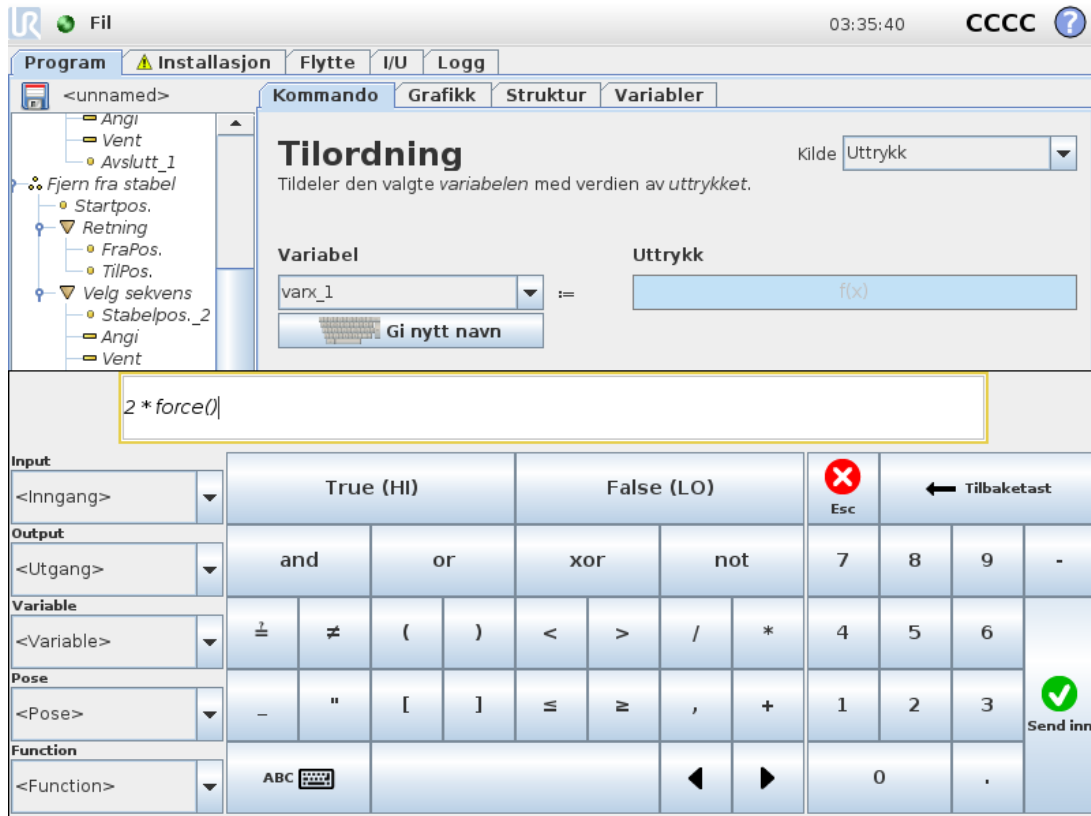 UR Fil 03:35:40 CCCC ?
Program Installasjon Flytte I/U Logg
<unnamed> Kommando Grafikk Struktur Variabler
Angi
Vent
Avslutt_1
Fjern fra stabel
Startpos.
Retning
FraPos.
TilPos.
Velg sekvens
Stabelpos._2
Angi
Vent
Tilordning
Kilde Uttrykk
Tildeler den valgte variabelen med verdien av uttrykket.
Variabel Uttrykk
varx_1 := f(x)
Gi nytt navn
2 * force()
Input
<Inngang>
Output
<Utgang>
Variable
<Variable>
Pose
<Pose>
Function
<Function>
True (HI) False (LO) Esc Tilbaketast
and or xor not 7 8 9 -
≟ ≠ ( ) < > / * 4 5 6
_ " [ ] ≤ ≥ , + 1 2 3
Send inn
ABC 0 .